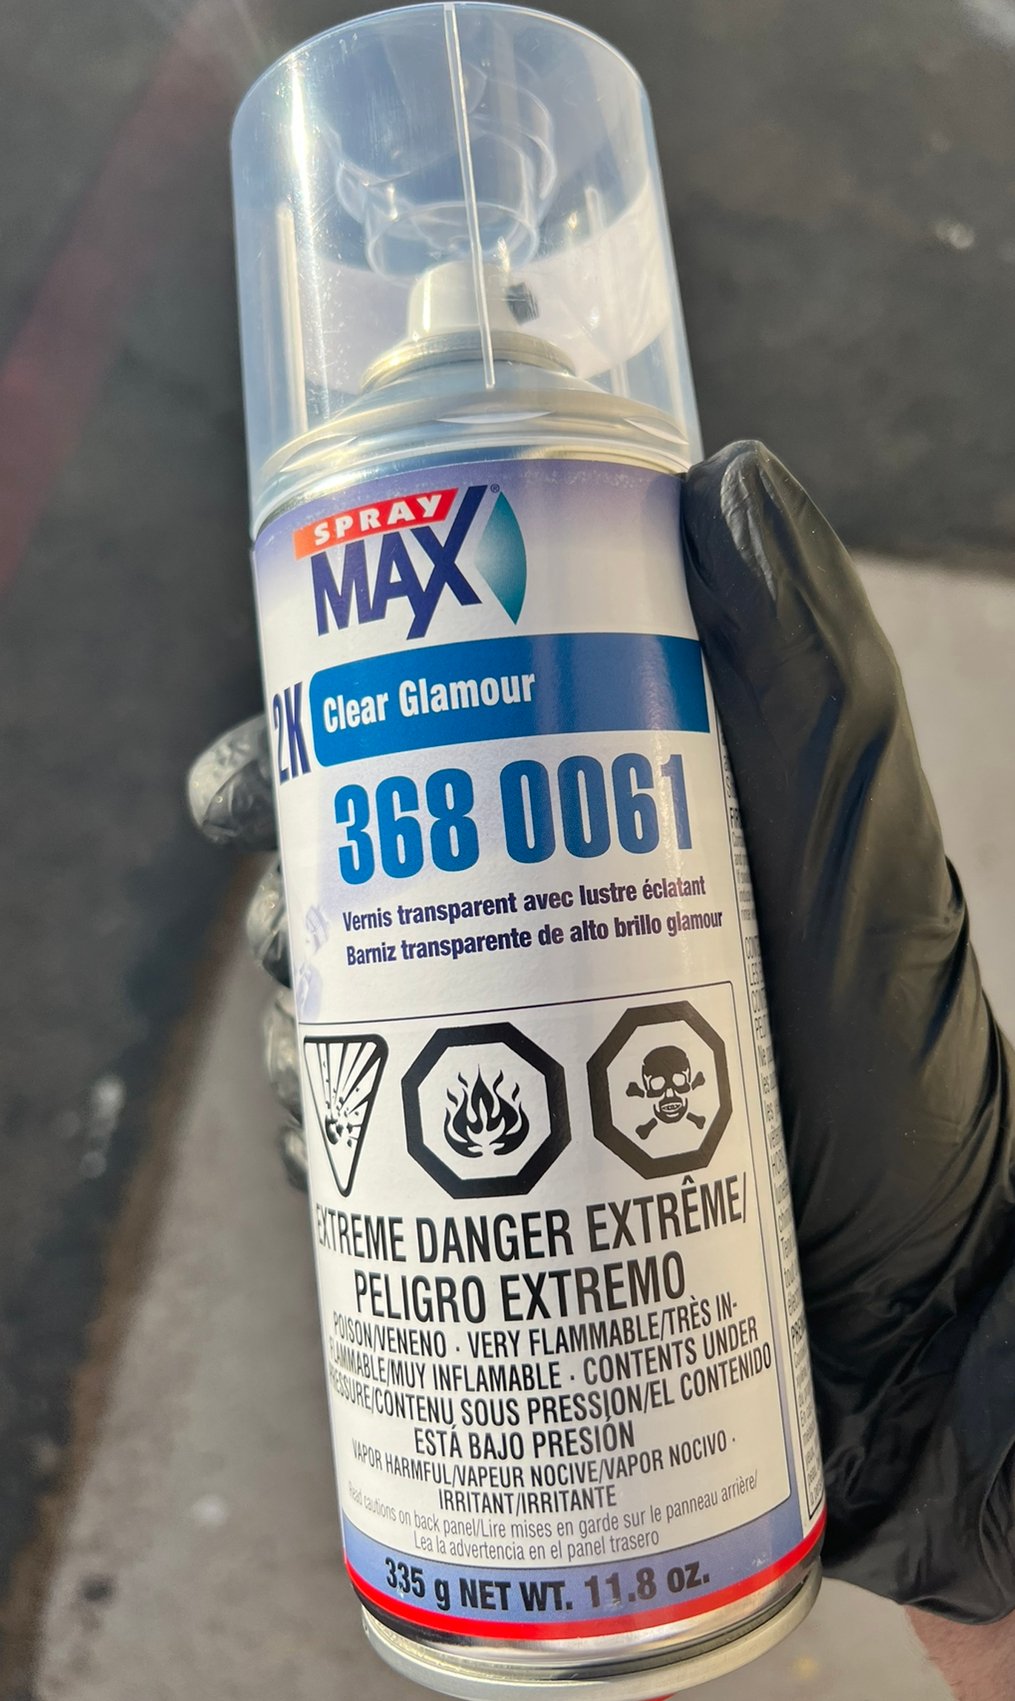 SPRAY
MAX®
2K Clear Glamour
368 0061
Vernis transparent avec lustre éclatant
Barniz transparente de alto brillo glamour
EXTREME DANGER EXTRÊME/
PELIGRO EXTREMO
POISON/VENENO · VERY FLAMMABLE/TRÈS IN-
FLAMMABLE/MUY INFLAMABLE · CONTENTS UNDER
PRESSURE/CONTENU SOUS PRESSION/EL CONTENIDO
ESTÁ BAJO PRESIÓN
VAPOR HARMFUL/VAPEUR NOCIVE/VAPOR NOCIVO ·
IRRITANT/IRRITANTE
Read cautions on back panel/Lire mises en garde sur le panneau arrière/
Lea la advertencia en el panel trasero
335 g NET WT. 11.8 oz.